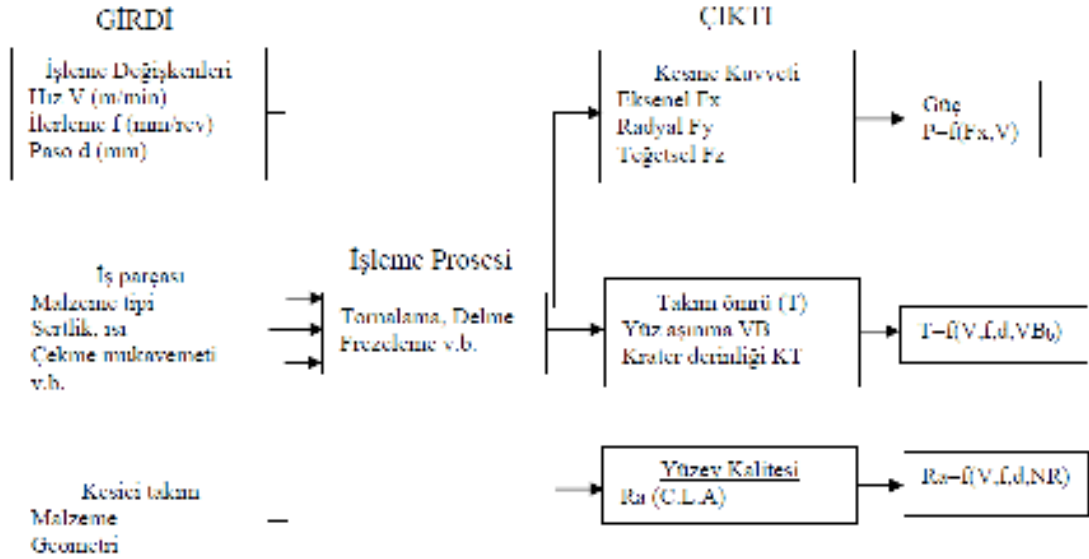 GİRDİ
İşleme Değişkenleri
Hız V (m/min)
İlerleme f (mm/rev)
Paso d (mm)
İş parçası
Malzeme tipi
Sertlik, ısı
Çekme mukavemeti
v.b.
Kesici takım
Malzeme
Geometri
İşleme Prosesi
Tornalama, Delme
Frezeleme v.b.
ÇIKTI
Kesme Kuvveti
Eksenel Fx
Radyal Fy
Teğetsel Fz
Güç
P=f(Fx,V)
Takım ömrü (T)
Yüz aşınma VB
Krater derinliği KT
T=f(V,f,d,VB₀)
Yüzey Kalitesi
Ra (C.L.A)
Ra=f(V,f,d,NR)